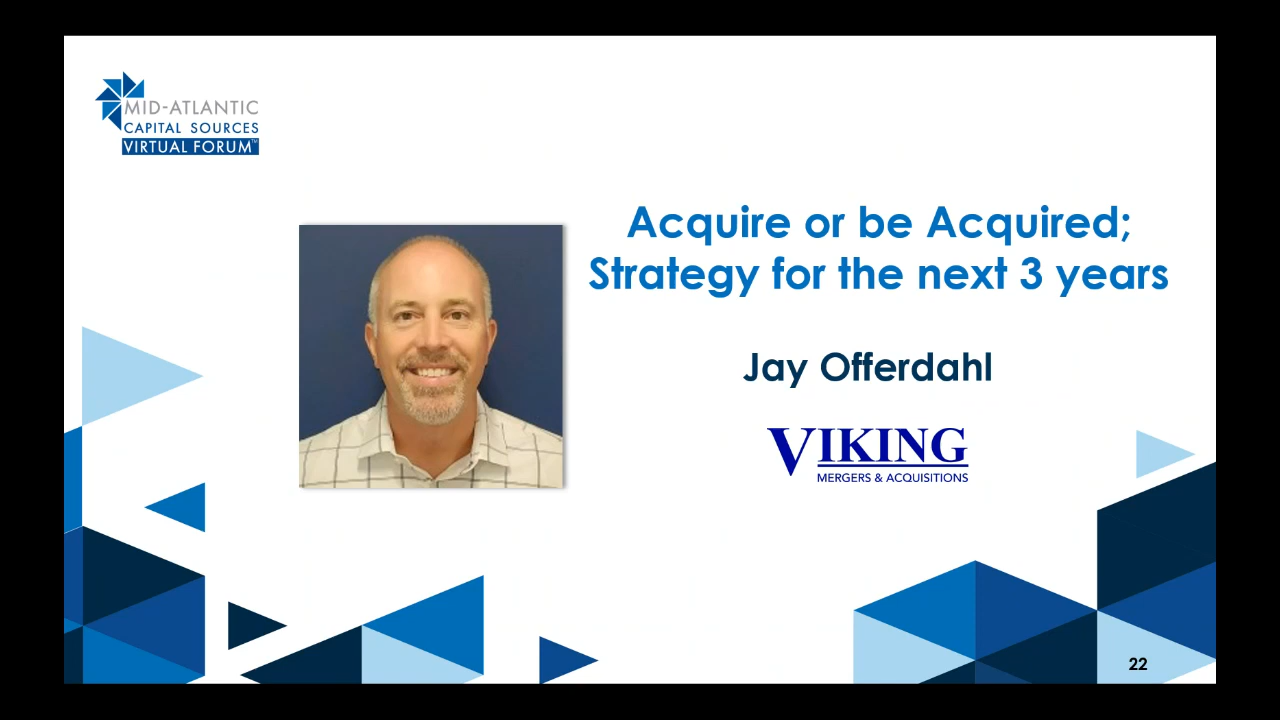 MID-ATLANTIC
CAPITAL SOURCES
VIRTUAL FORUM™
Acquire or be Acquired;
Strategy for the next 3 years
Jay Offerdahl
VIKING
MERGERS & ACQUISITIONS
22